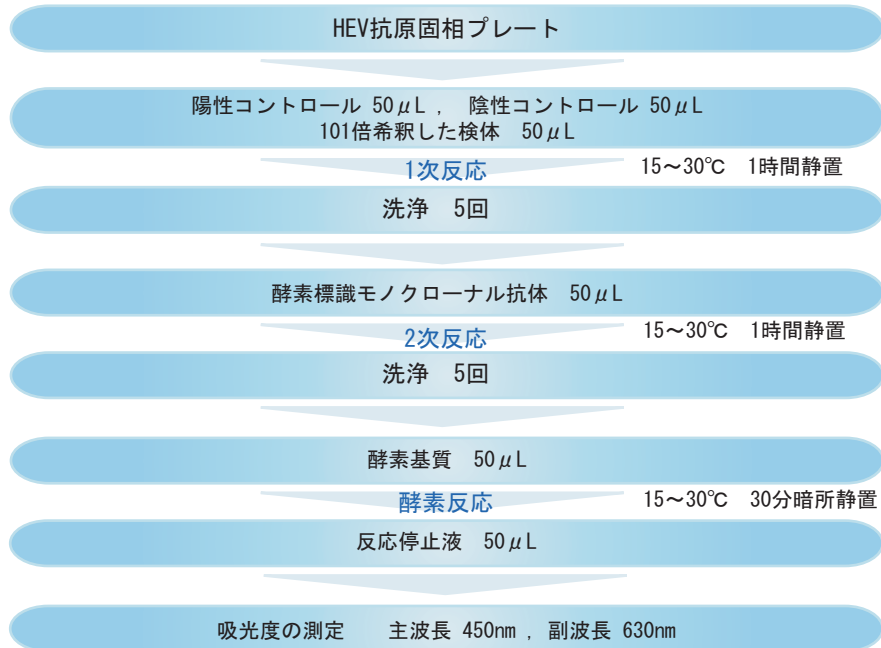 HEV抗原固相プレート
陽性コントロール 50μL , 陰性コントロール 50μL
101倍希釈した検体 50μL
1次反応 15～30℃ 1時間静置
洗浄 5回
酵素標識モノクローナル抗体 50μL
2次反応 15～30℃ 1時間静置
洗浄 5回
酵素基質 50μL
酵素反応 15～30℃ 30分暗所静置
反応停止液 50μL
吸光度の測定 主波長 450nm , 副波長 630nm